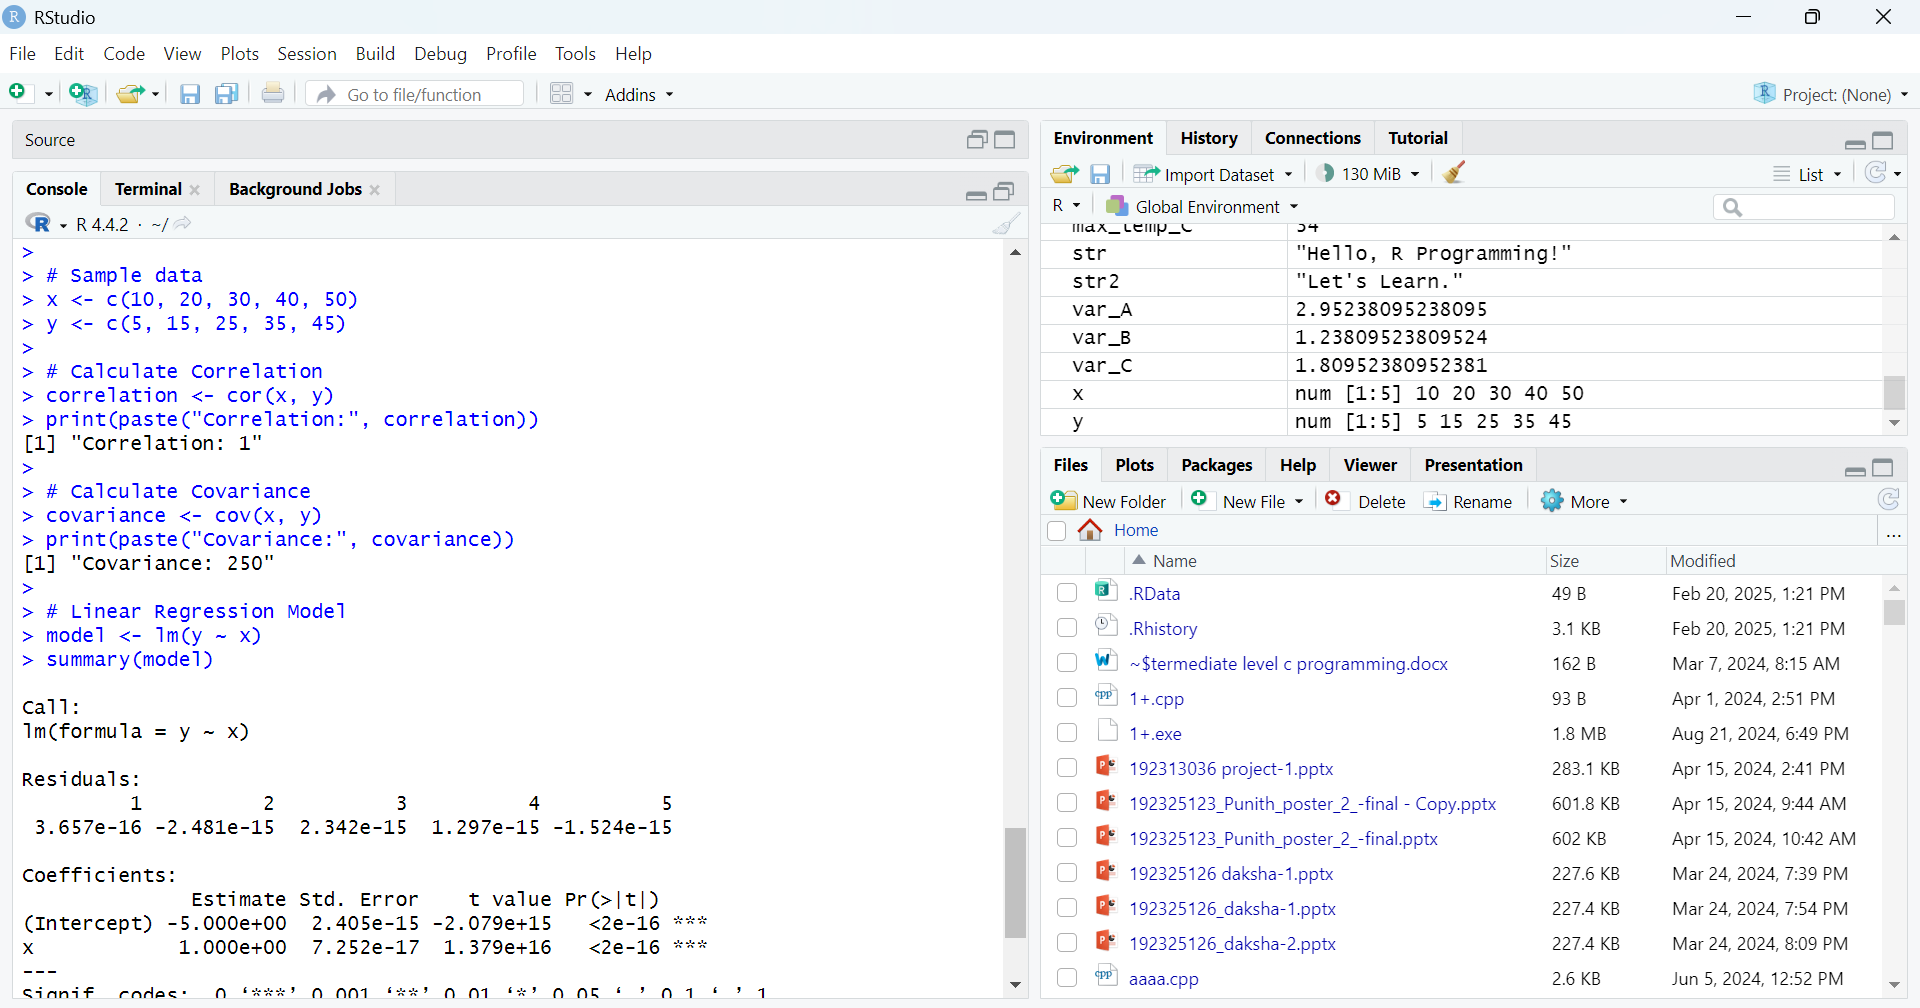 RStudio
File Edit Code View Plots Session Build Debug Profile Tools Help
Go to file/function Addins Project: (None)
Source
Console Terminal Background Jobs
R 4.4.2 · ~/
>
> # Sample data
> x <- c(10, 20, 30, 40, 50)
> y <- c(5, 15, 25, 35, 45)
>
> # Calculate Correlation
> correlation <- cor(x, y)
> print(paste("Correlation:", correlation))
[1] "Correlation: 1"
>
> # Calculate Covariance
> covariance <- cov(x, y)
> print(paste("Covariance:", covariance))
[1] "Covariance: 250"
>
> # Linear Regression Model
> model <- lm(y ~ x)
> summary(model)
Call:
lm(formula = y ~ x)
Residuals:
1 2 3 4 5
3.657e-16 -2.481e-15 2.342e-15 1.297e-15 -1.524e-15
Coefficients:
Estimate Std. Error t value Pr(>|t|)
(Intercept) -5.000e+00 2.405e-15 -2.079e+15 <2e-16 ***
x 1.000e+00 7.252e-17 1.379e+16 <2e-16 ***
---
Signif. codes: 0 ‘***’ 0.001 ‘**’ 0.01 ‘*’ 0.05 ‘.’ 0.1 ‘ ’ 1
Environment History Connections Tutorial
Import Dataset 130 MiB List
R Global Environment
max_temp_C 34
str "Hello, R Programming!"
str2 "Let's Learn."
var_A 2.95238095238095
var_B 1.23809523809524
var_C 1.80952380952381
x num [1:5] 10 20 30 40 50
y num [1:5] 5 15 25 35 45
Files Plots Packages Help Viewer Presentation
New Folder New File Delete Rename More
Home ...
Name Size Modified
.RData 49 B Feb 20, 2025, 1:21 PM
.Rhistory 3.1 KB Feb 20, 2025, 1:21 PM
~$termediate level c programming.docx 162 B Mar 7, 2024, 8:15 AM
1+.cpp 93 B Apr 1, 2024, 2:51 PM
1+.exe 1.8 MB Aug 21, 2024, 6:49 PM
192313036 project-1.pptx 283.1 KB Apr 15, 2024, 2:41 PM
192325123_Punith_poster_2_-final - Copy.pptx 601.8 KB Apr 15, 2024, 9:44 AM
192325123_Punith_poster_2_-final.pptx 602 KB Apr 15, 2024, 10:42 AM
192325126 daksha-1.pptx 227.6 KB Mar 24, 2024, 7:39 PM
192325126_daksha-1.pptx 227.4 KB Mar 24, 2024, 7:54 PM
192325126_daksha-2.pptx 227.4 KB Mar 24, 2024, 8:09 PM
aaaa.cpp 2.6 KB Jun 5, 2024, 12:52 PM